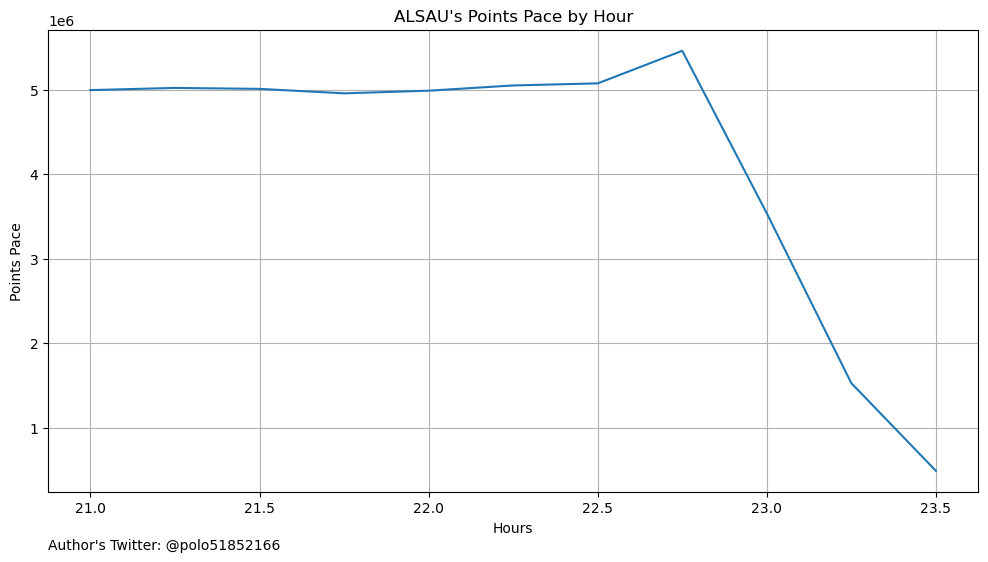 ALSAU's Points Pace by Hour
1e6
5
4
3
2
1
Points Pace
21.0 21.5 22.0 22.5 23.0 23.5
Hours
Author's Twitter: @polo51852166